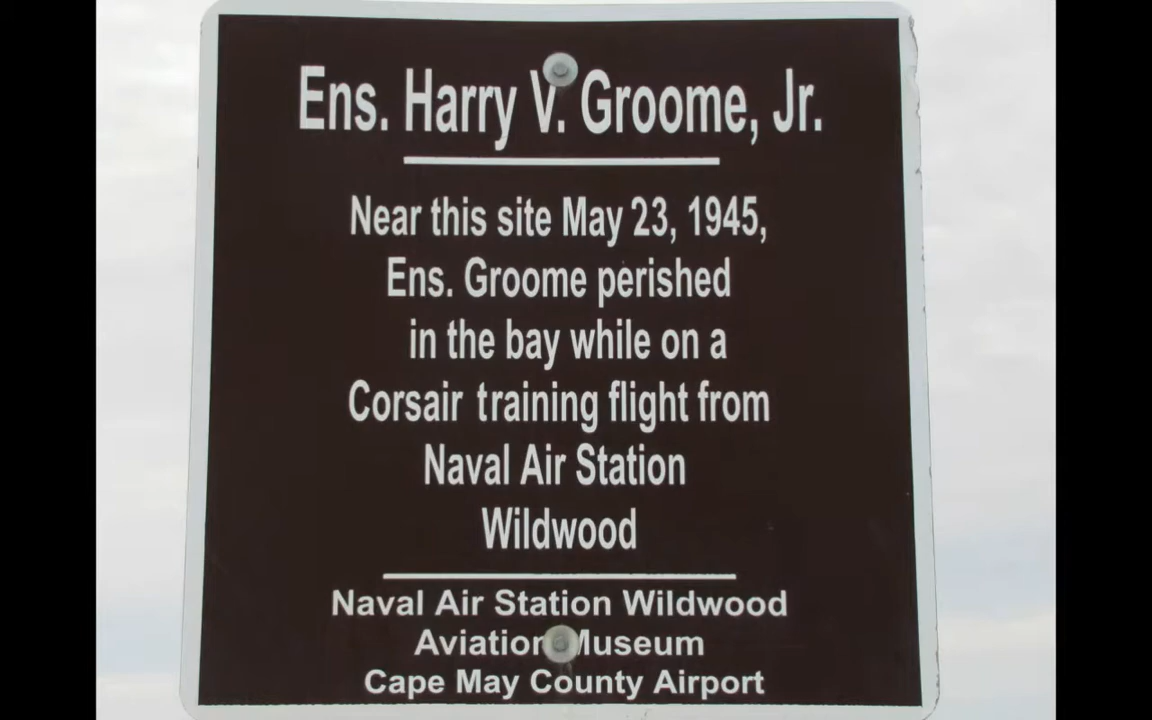 Ens. Harry V. Groome, Jr.
Near this site May 23, 1945,
Ens. Groome perished
in the bay while on a
Corsair training flight from
Naval Air Station
Wildwood
Naval Air Station Wildwood
Aviation Museum
Cape May County Airport